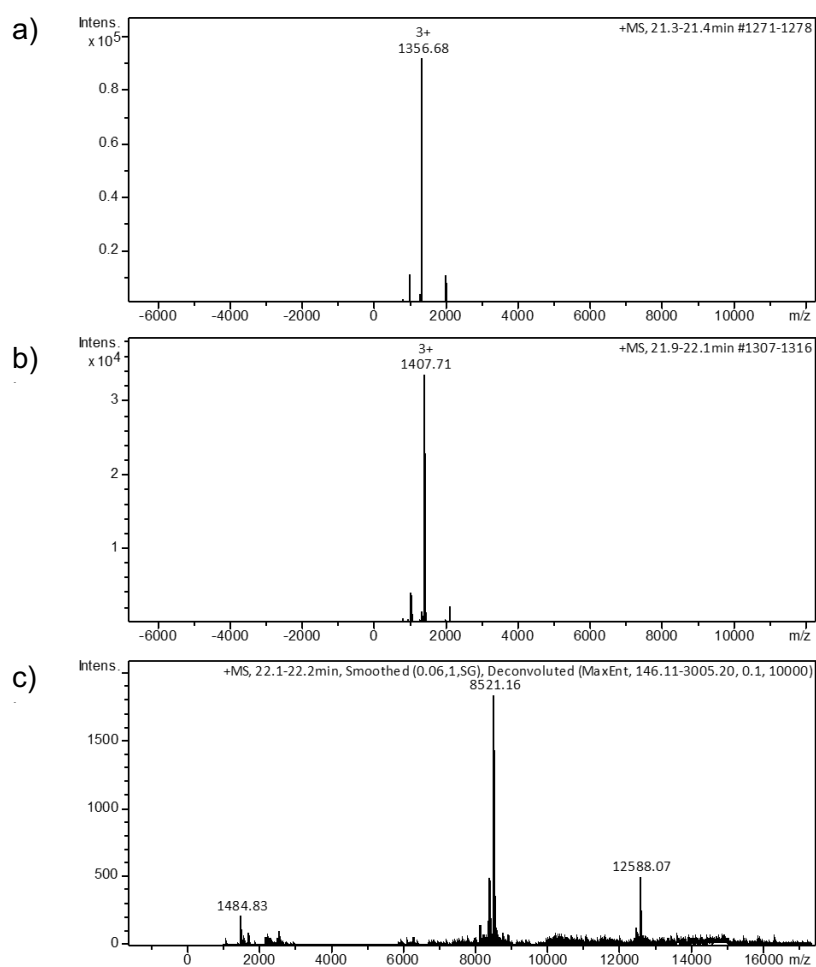 a)
Intens.
x 10⁵
+MS, 21.3-21.4min #1271-1278
3+
1356.68
0.8
0.6
0.4
0.2
-6000 -4000 -2000 0 2000 4000 6000 8000 10000 m/z
b)
Intens.
x 10⁴
+MS, 21.9-22.1min #1307-1316
3+
1407.71
3
2
1
-6000 -4000 -2000 0 2000 4000 6000 8000 10000 m/z
c)
Intens.
+MS, 22.1-22.2min, Smoothed (0.06,1,SG), Deconvoluted (MaxEnt, 146.11-3005.20, 0.1, 10000)
8521.16
1500
1000
12588.07
500
1484.83
0
0 2000 4000 6000 8000 10000 12000 14000 16000 m/z